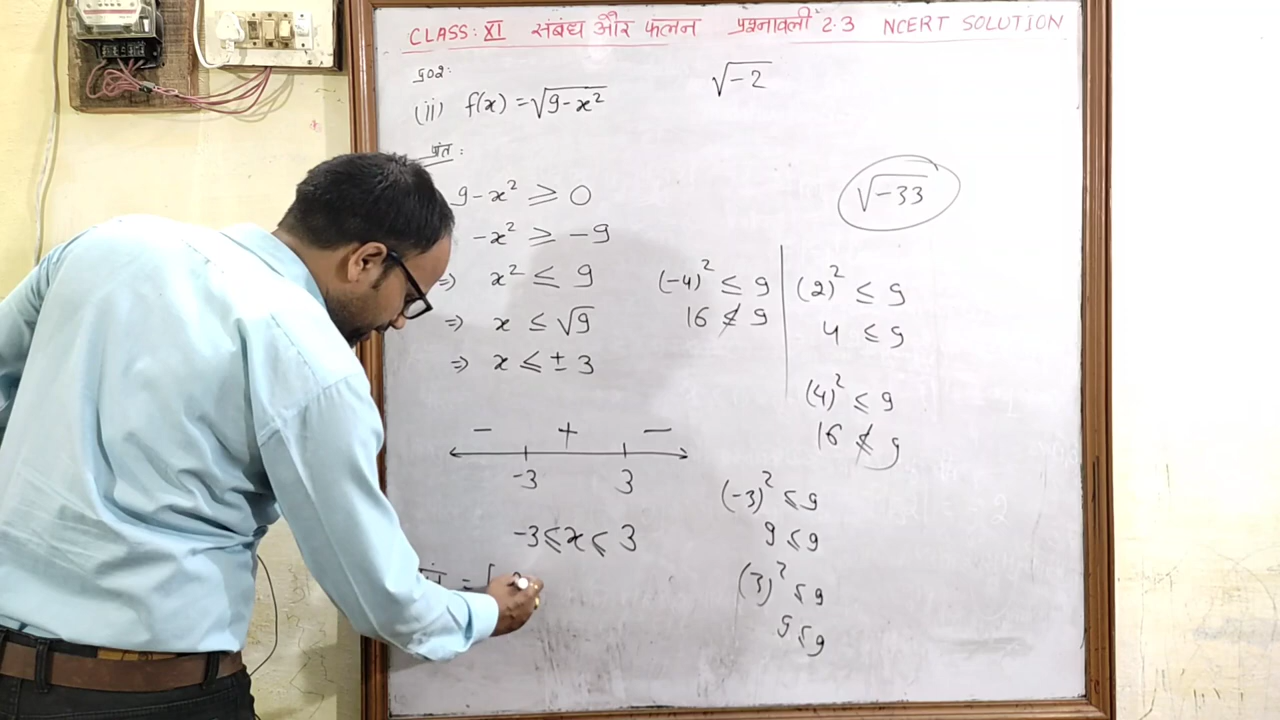 CLASS: XI संबंध और फलन प्रश्नावली 2.3 NCERT SOLUTION
प्र02:
(ii) f(x) = √(9-x²)
√-2
प्रांत:
9-x² ⩾ 0
-x² ⩾ -9
⇒ x² ≤ 9
⇒ x ≤ √9
⇒ x ≤ ± 3
- + -
-3 3
-3 ≤ x ≤ 3
= [
√-33
(-4)² ≤ 9
16 ≰ 9
(2)² ≤ 9
4 ≤ 9
(4)² ≤ 9
16 ≰ 9
(-3)² ≤ 9
9 ≤ 9
(3)² ≤ 9
9 ≤ 9